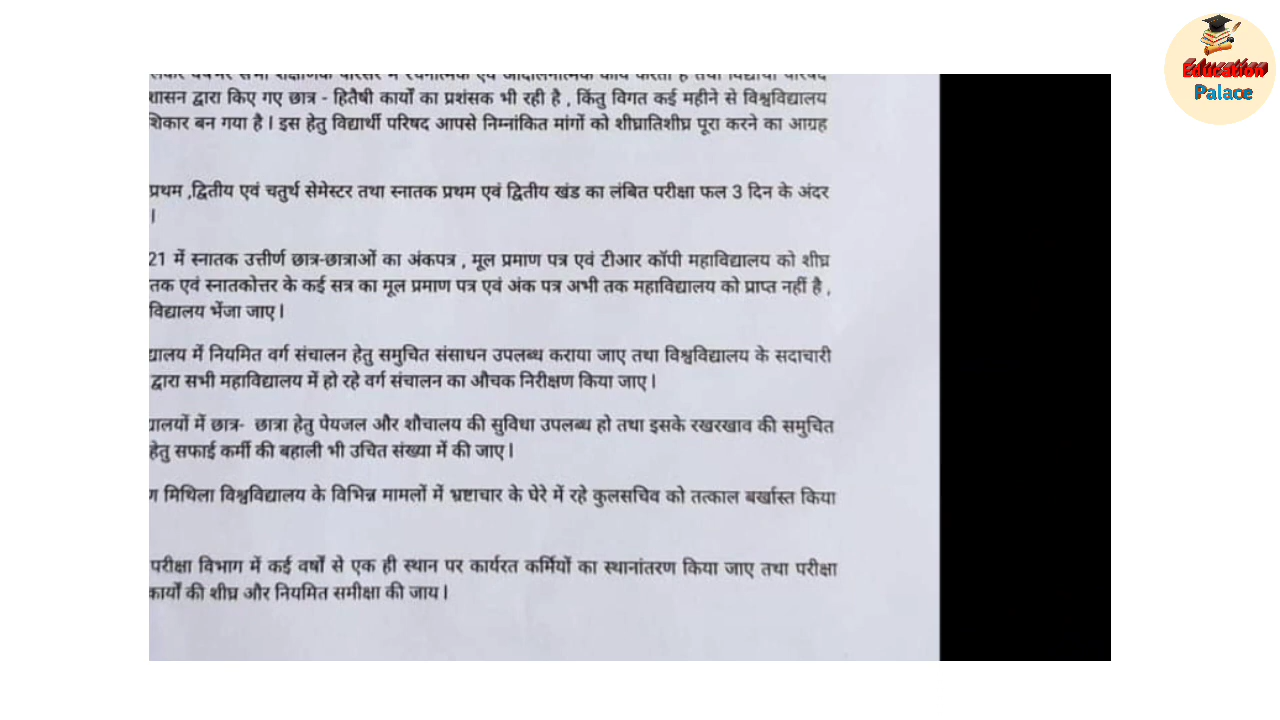 शासन द्वारा किए गए छात्र - हितैषी कार्यों का प्रशंसक भी रही है , किंतु विगत कई महीने से विश्वविद्यालय
शिकार बन गया है । इस हेतु विद्यार्थी परिषद आपसे निम्नांकित मांगों को शीघ्रातिशीघ्र पूरा करने का आग्रह
प्रथम ,द्वितीय एवं चतुर्थ सेमेस्टर तथा स्नातक प्रथम एवं द्वितीय खंड का लंबित परीक्षा फल 3 दिन के अंदर
।
21 में स्नातक उत्तीर्ण छात्र-छात्राओं का अंकपत्र , मूल प्रमाण पत्र एवं टीआर कॉपी महाविद्यालय को शीघ्र
तक एवं स्नातकोत्तर के कई सत्र का मूल प्रमाण पत्र एवं अंक पत्र अभी तक महाविद्यालय को प्राप्त नहीं है ,
विद्यालय भेंजा जाए ।
द्यालय में नियमित वर्ग संचालन हेतु समुचित संसाधन उपलब्ध कराया जाए तथा विश्वविद्यालय के सदाचारी
द्वारा सभी महाविद्यालय में हो रहे वर्ग संचालन का औचक निरीक्षण किया जाए ।
यालयों में छात्र- छात्रा हेतु पेयजल और शौचालय की सुविधा उपलब्ध हो तथा इसके रखरखाव की समुचित
हेतु सफाई कर्मी की बहाली भी उचित संख्या में की जाए ।
मिथिला विश्वविद्यालय के विभिन्न मामलों में भ्रष्टाचार के घेरे में रहे कुलसचिव को तत्काल बर्खास्त किया
परीक्षा विभाग में कई वर्षों से एक ही स्थान पर कार्यरत कर्मियों का स्थानांतरण किया जाए तथा परीक्षा
कार्यों की शीघ्र और नियमित समीक्षा की जाय ।
Education
Palace